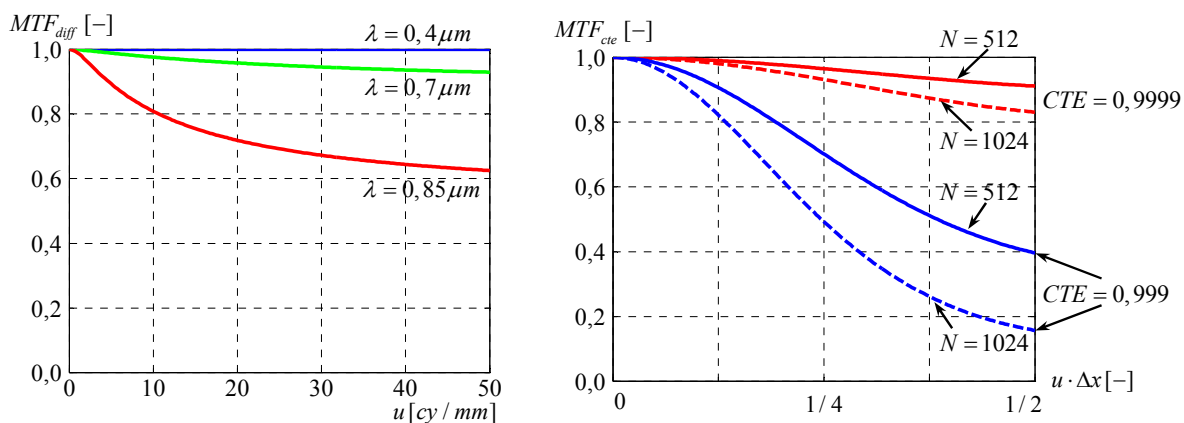 MTF_diff [−]
λ = 0,4 μm
λ = 0,7 μm
λ = 0,85 μm
1.0
0.8
0,6
0,4
0,2
0,0
0
10
20
30
40
50
u [cy / mm]
MTF_cte [−]
N = 512
CTE = 0,9999
N = 1024
N = 512
CTE = 0,999
N = 1024
1.0
0,8
0,6
0,4
0,2
0,0
u · Δx [−]
0
1 / 4
1 / 2